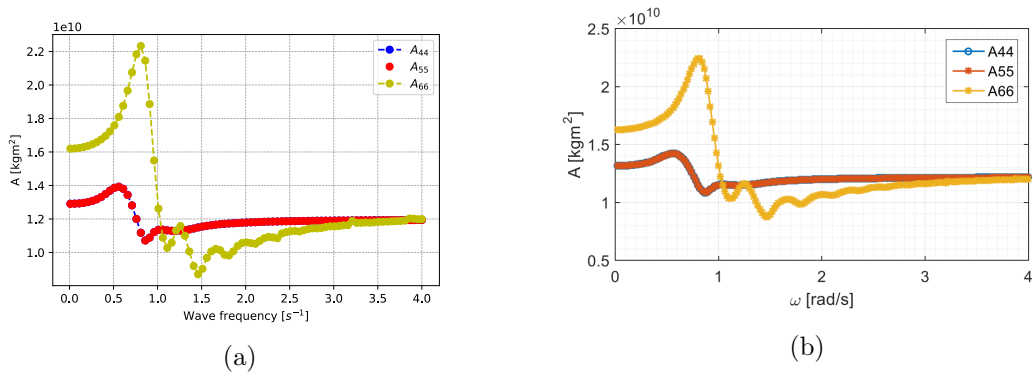 1e10
A₄₄
A₅₅
A₆₆
2.2
2.0
1.8
1.6
1.4
1.2
1.0
A [kgm²]
0.0 0.5 1.0 1.5 2.0 2.5 3.0 3.5 4.0
Wave frequency [s⁻¹]
(a)
×10¹⁰
A44
A55
A66
2.5
2
1.5
1
0.5
A [kgm²]
0 1 2 3 4
ω [rad/s]
(b)